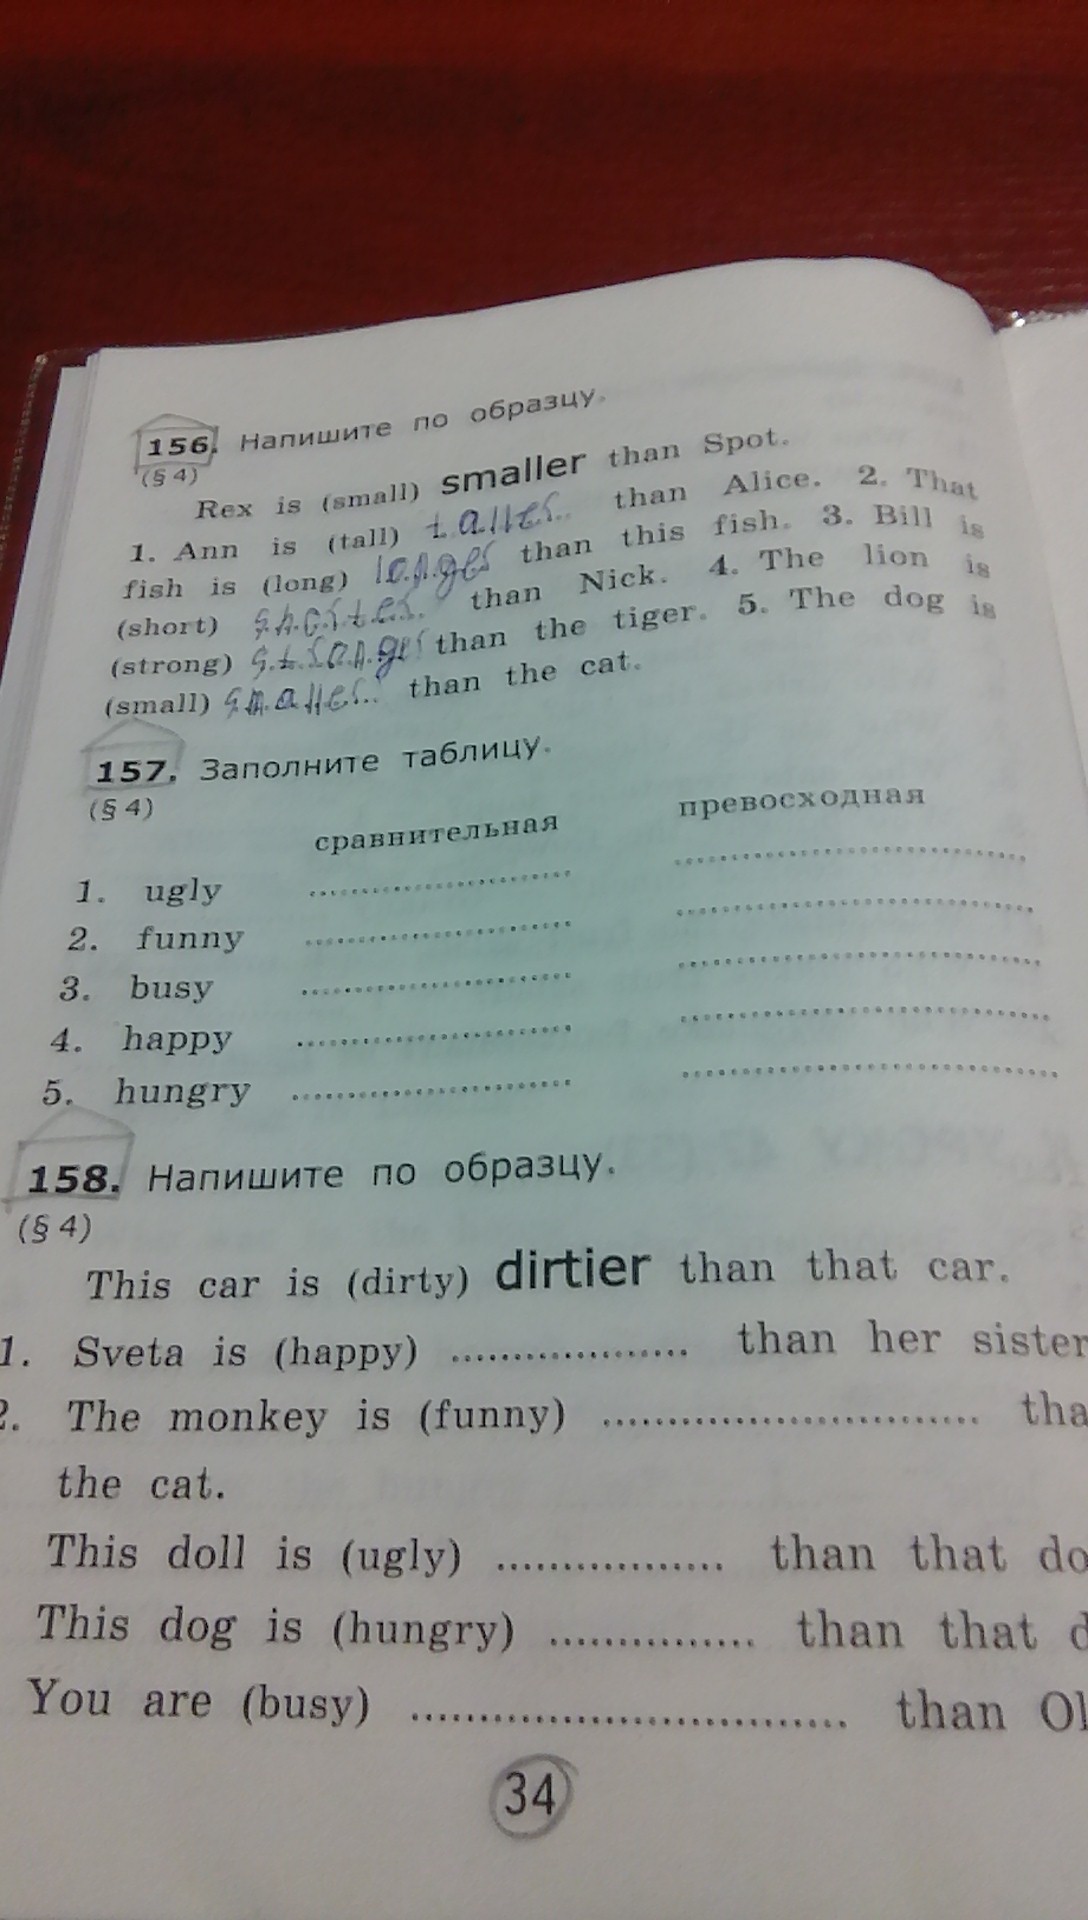 156. Напишите по образцу.
(§ 4)
Rex is (small) smaller than Spot.
1. Ann is (tall) taller than Alice. 2. That
fish is (long) longer than this fish. 3. Bill is
(short) shorter than Nick. 4. The lion is
(strong) stronger than the tiger. 5. The dog is
(small) smaller than the cat.
157. Заполните таблицу.
(§ 4)
сравнительная превосходная
1. ugly
2. funny
3. busy
4. happy
5. hungry
158. Напишите по образцу.
(§ 4)
This car is (dirty) dirtier than that car.
1. Sveta is (happy) than her sister
2. The monkey is (funny) tha
the cat.
This doll is (ugly) than that do
This dog is (hungry) than that d
You are (busy) than Ol
34